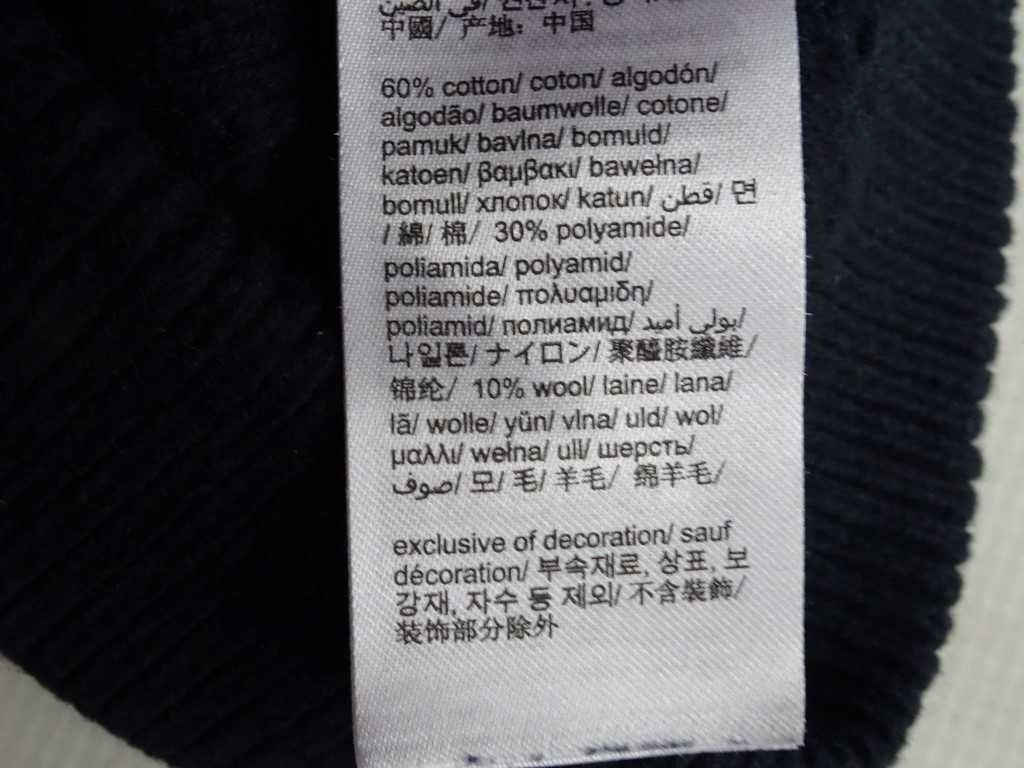 中國/ 产地: 中国
60% cotton/ coton/ algodón/
algodão/ baumwolle/ cotone/
pamuk/ bavlna/ bomuld/
katoen/ βαμβακι/ bawełna/
bomull/ хлопок/ katun/ قطن/ 면
/ 綿/ 棉/ 30% polyamide/
poliamida/ polyamid/
poliamide/ πολυαμιδη/
poliamid/ полиамид/ بولي أميد/
나일론/ ナイロン/ 聚醯胺纖維/
锦纶/ 10% wool/ laine/ lana/
lã/ wolle/ yün/ vlna/ uld/ wol/
μαλλι/ wełna/ ull/ шерсть/
صوف/ 모/ 毛/ 羊毛/ 绵羊毛/
exclusive of decoration/ sauf
décoration/ 부속재료, 상표, 보
강재, 자수 등 제외/ 不含裝飾/
装饰部分除外